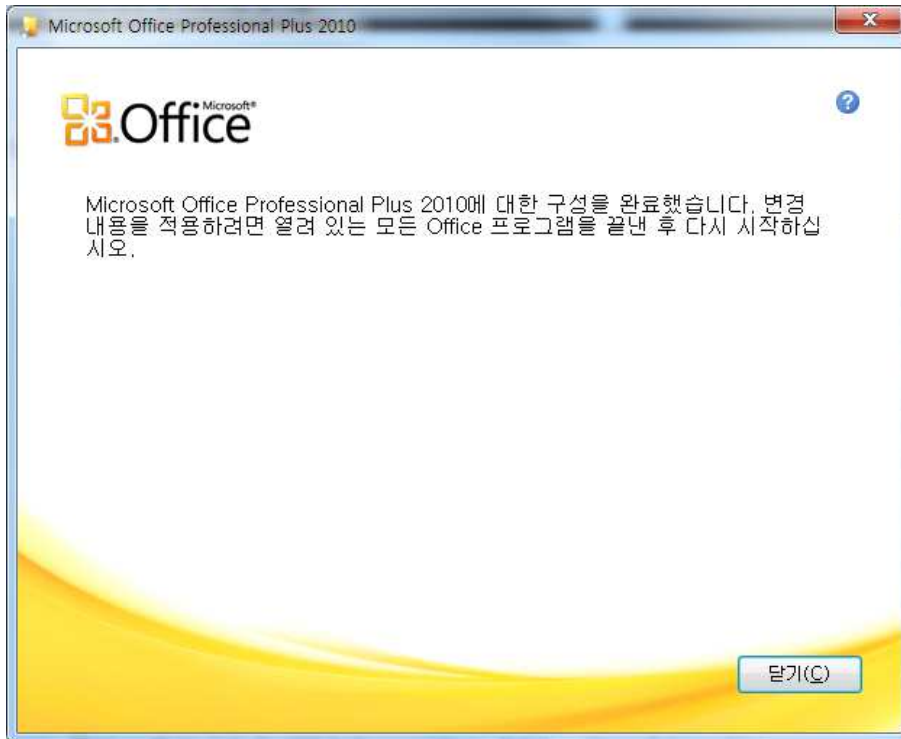 Microsoft Office Professional Plus 2010
X
Microsoft®
Office
?
Microsoft Office Professional Plus 2010에 대한 구성을 완료했습니다. 변경
내용을 적용하려면 열려 있는 모든 Office 프로그램을 끝낸 후 다시 시작하십
시오.
닫기(C)